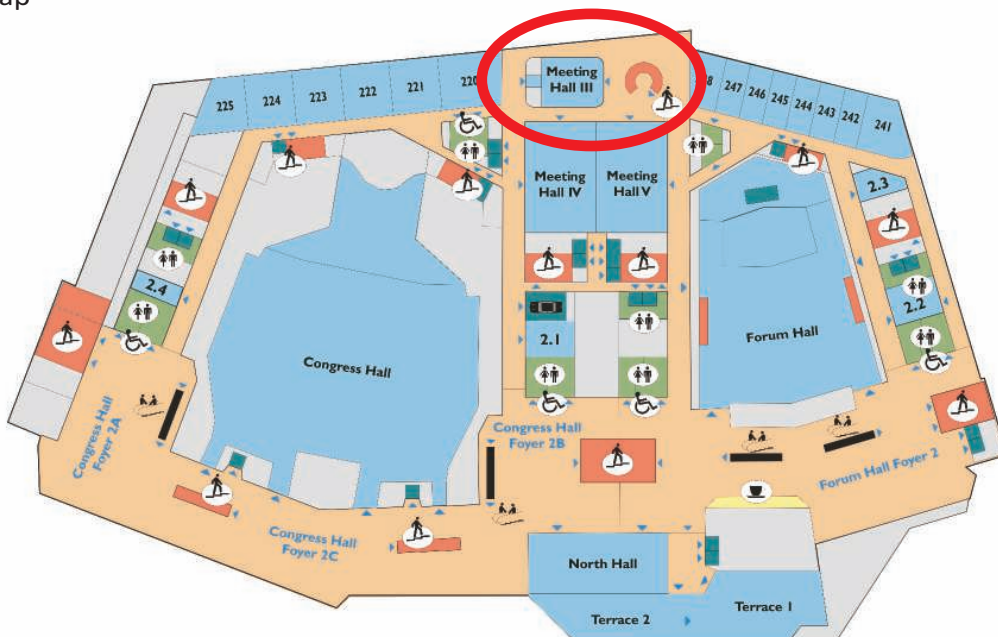 ap
225
224
223
222
221
220
Meeting
Hall III
8
247
246
245
244
243
242
241
Meeting
Hall IV
Meeting
Hall V
2.3
2.4
2.1
2.2
Congress Hall
Forum Hall
Congress Hall
Foyer 2A
Congress Hall
Foyer 2B
Forum Hall Foyer 2
Congress Hall
Foyer 2C
North Hall
Terrace 2
Terrace 1